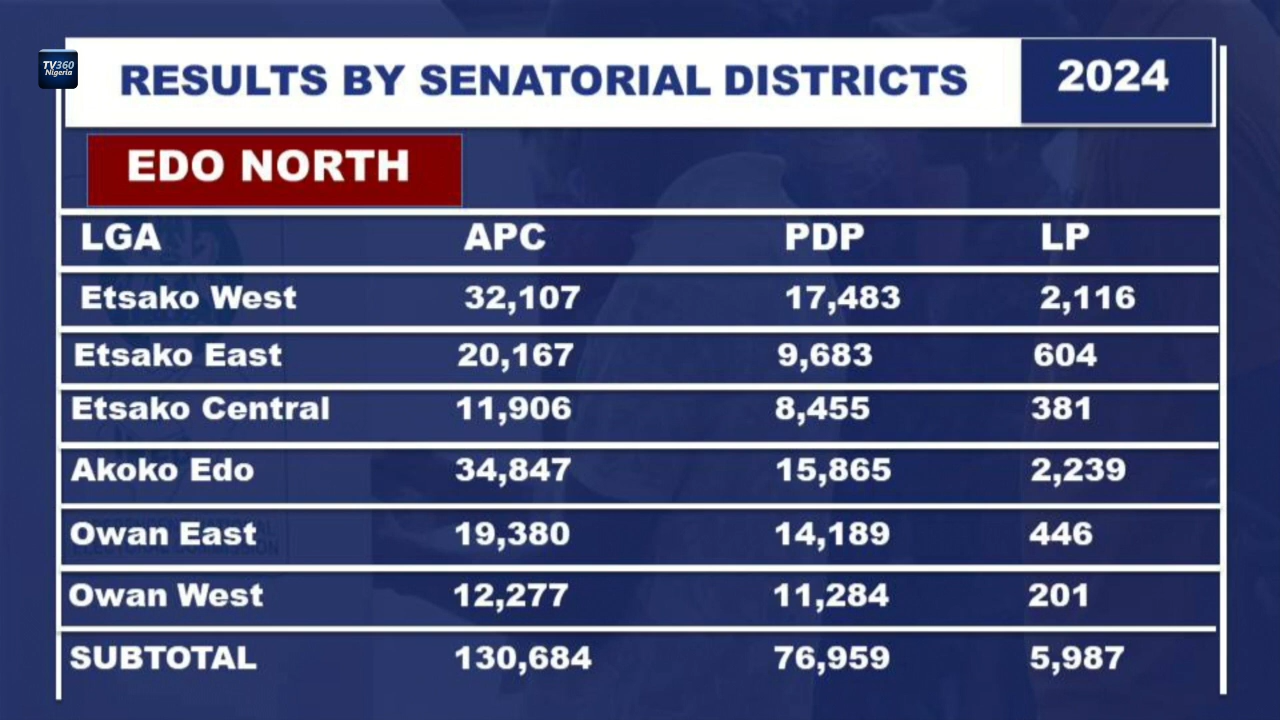 TV360
Nigeria
RESULTS BY SENATORIAL DISTRICTS 2024
EDO NORTH
LGA APC PDP LP
Etsako West 32,107 17,483 2,116
Etsako East 20,167 9,683 604
Etsako Central 11,906 8,455 381
Akoko Edo 34,847 15,865 2,239
Owan East 19,380 14,189 446
Owan West 12,277 11,284 201
SUBTOTAL 130,684 76,959 5,987